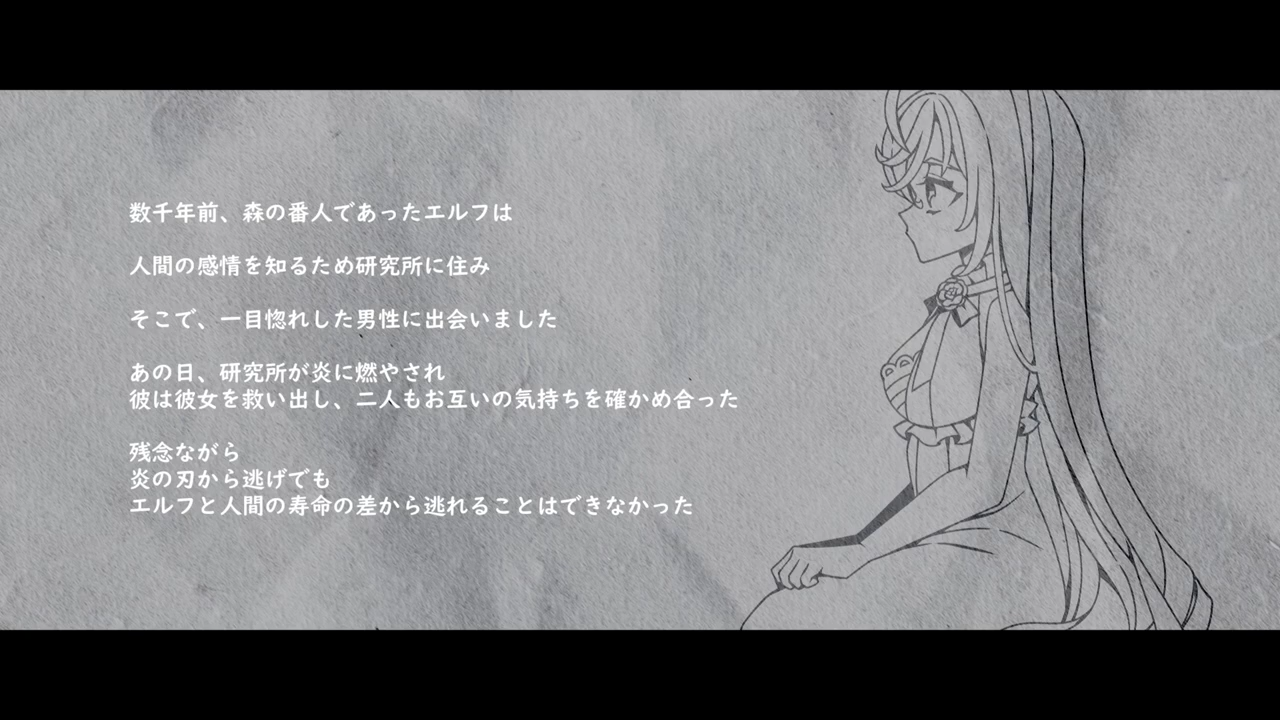 数千年前、森の番人であったエルフは
人間の感情を知るため研究所に住み
そこで、一目惚れした男性に出会いました
あの日、研究所が炎に燃やされ
彼は彼女を救い出し、二人もお互いの気持ちを確かめ合った
残念ながら
炎の刃から逃げでも
エルフと人間の寿命の差から逃れることはできなかった